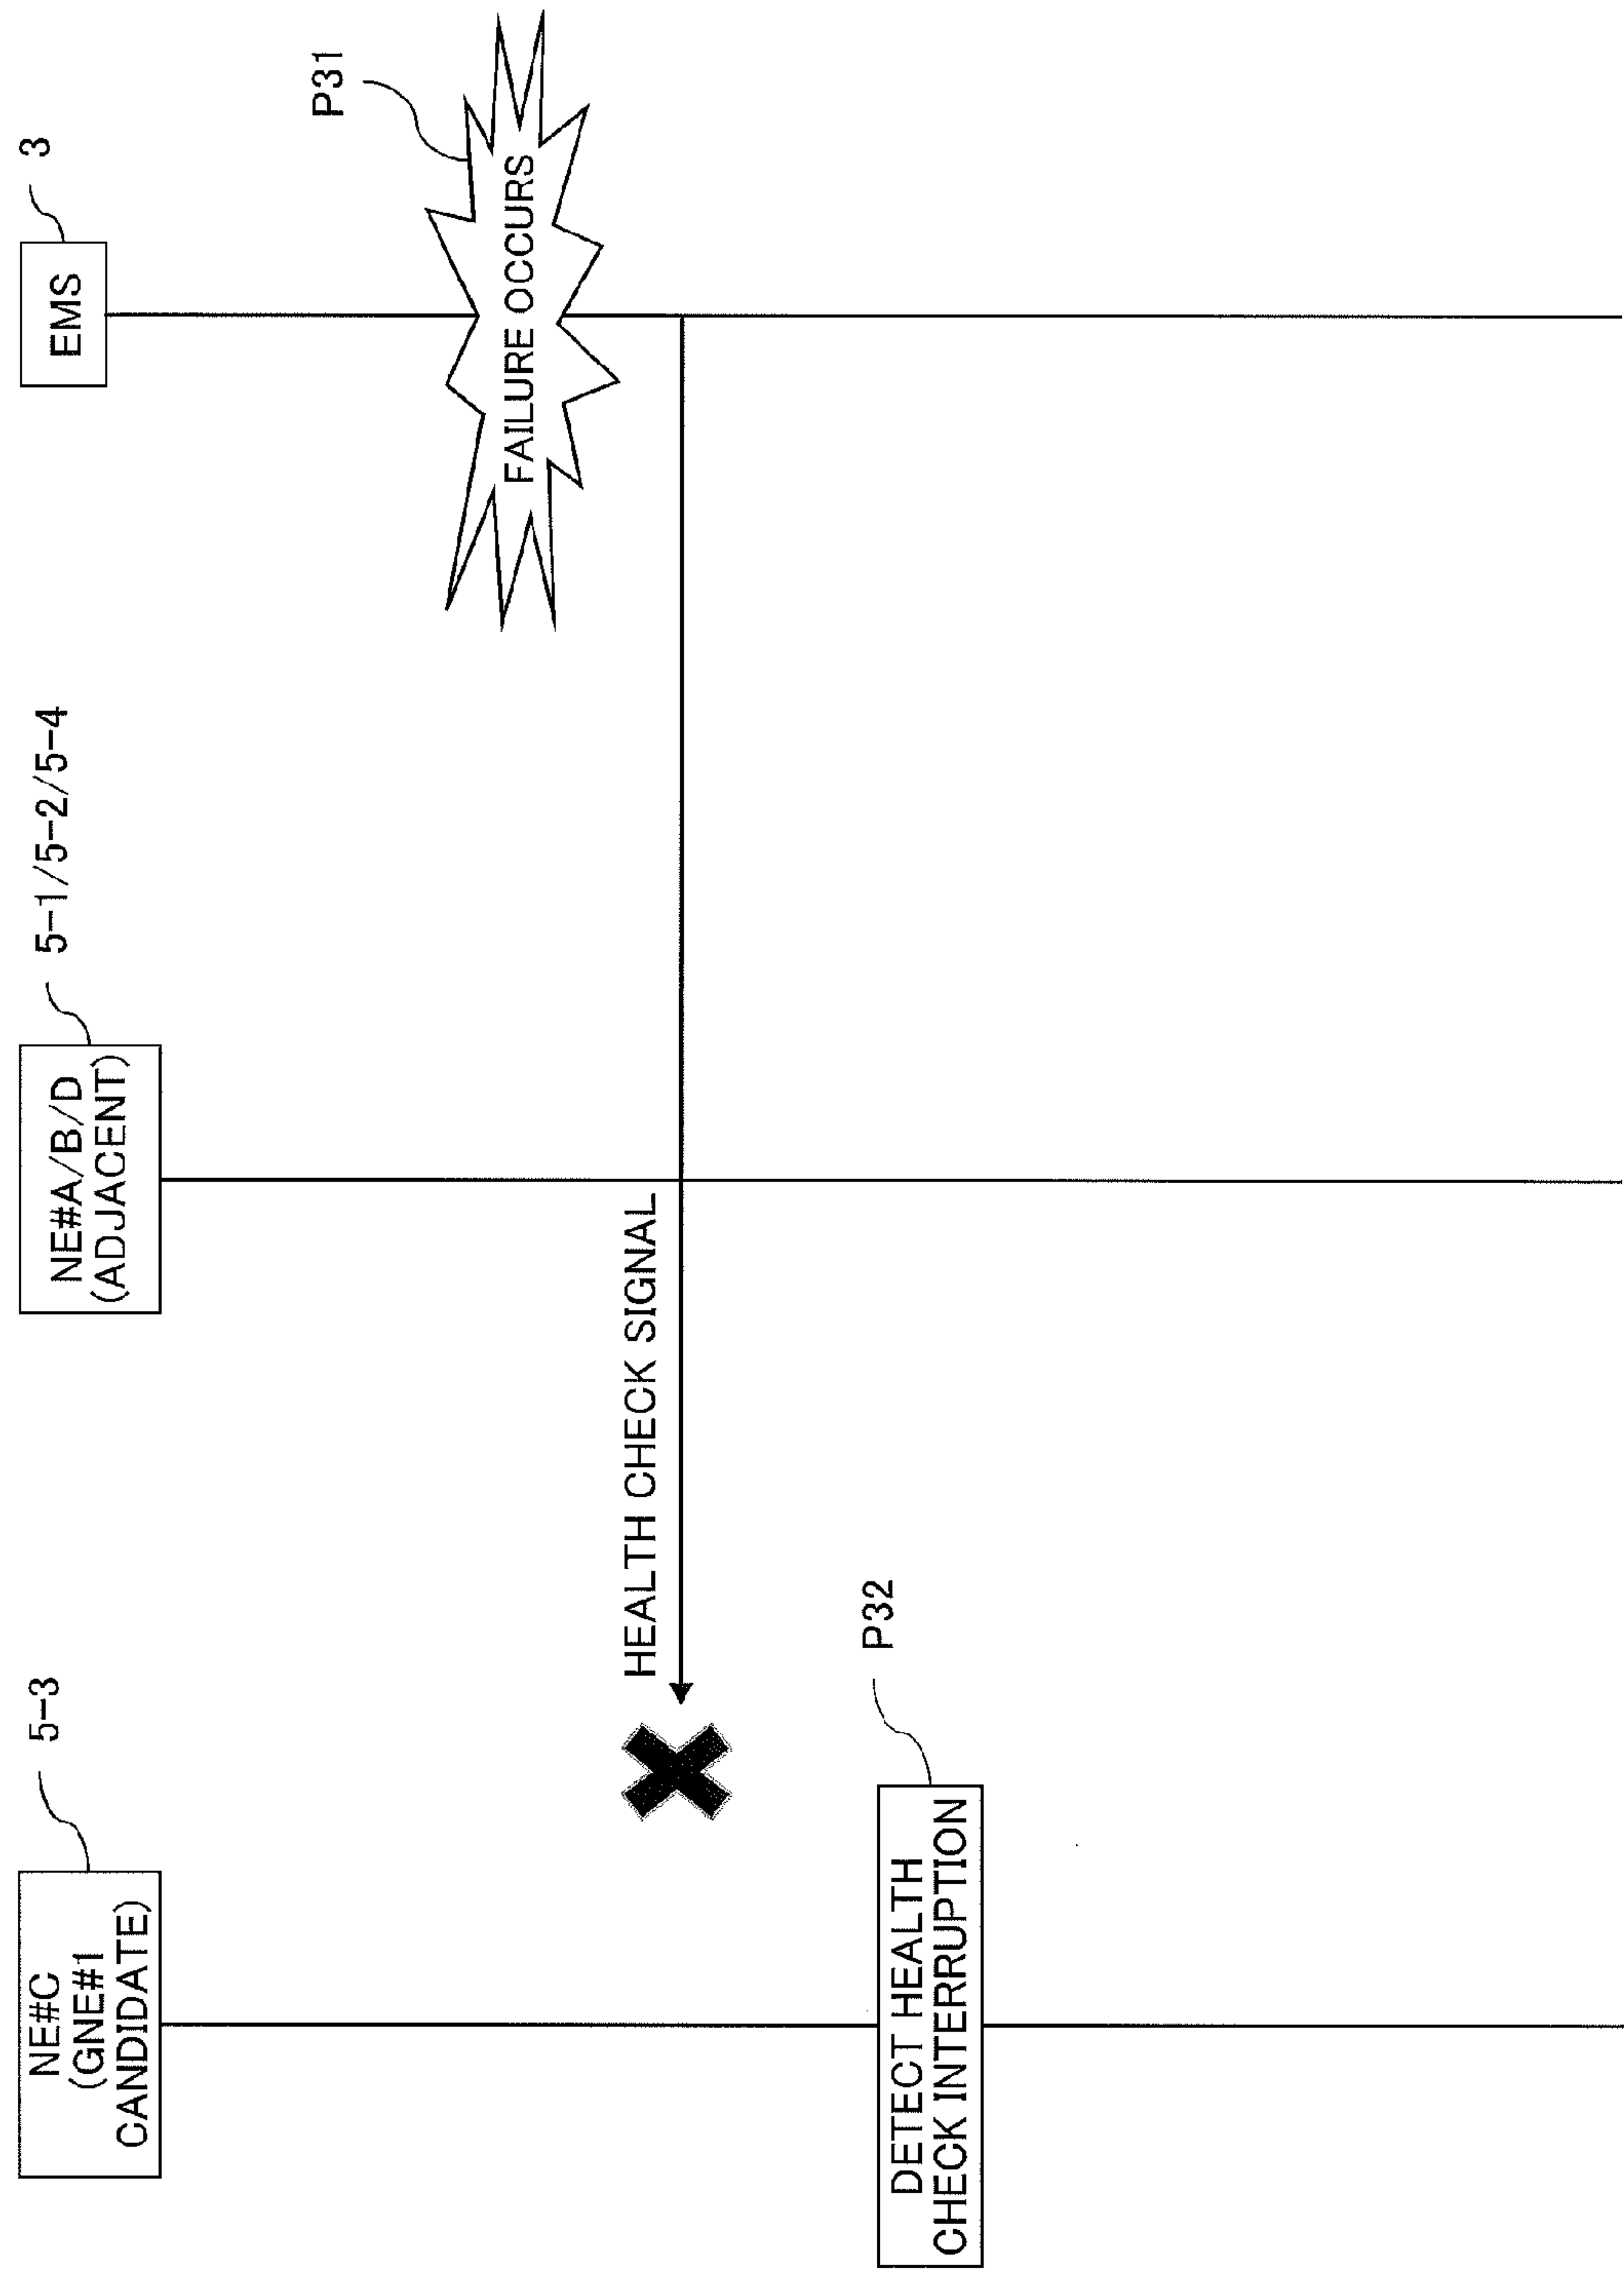 NE#C
(GNE#1
CANDIDATE)
5-3
NE#A/B/D
(ADJACENT)
5-1/5-2/5-4
EMS
3
P31
FAILURE OCCURS
HEALTH CHECK SIGNAL
P32
DETECT HEALTH
CHECK INTERRUPTION